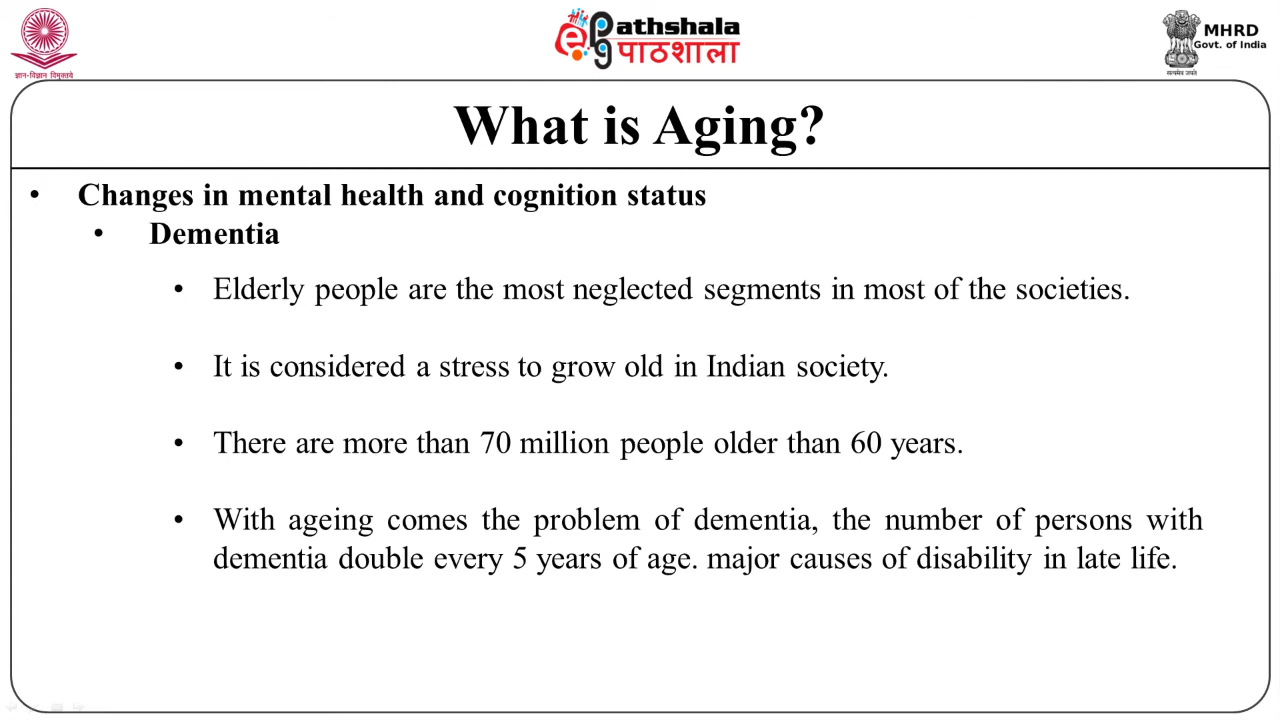 ज्ञान-विज्ञान विमुक्तये
ePathshala
पाठशाला
MHRD
Govt. of India
सत्यमेव जयते
What is Aging?
• Changes in mental health and cognition status
• Dementia
• Elderly people are the most neglected segments in most of the societies.
• It is considered a stress to grow old in Indian society.
• There are more than 70 million people older than 60 years.
• With ageing comes the problem of dementia, the number of persons with
dementia double every 5 years of age. major causes of disability in late life.